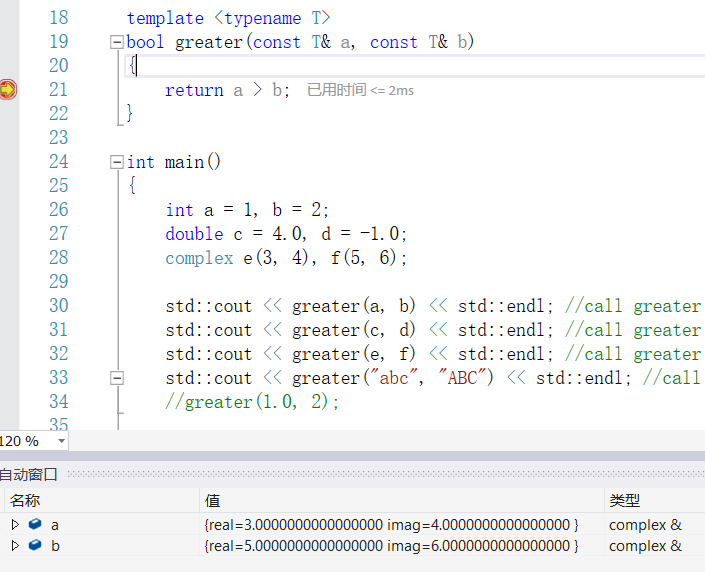 18 template <typename T>
19 bool greater(const T& a, const T& b)
20 {
21 return a > b; 已用时间 <= 2ms
22 }
23
24 int main()
25 {
26 int a = 1, b = 2;
27 double c = 4.0, d = -1.0;
28 complex e(3, 4), f(5, 6);
29
30 std::cout << greater(a, b) << std::endl; //call greater
31 std::cout << greater(c, d) << std::endl; //call greater
32 std::cout << greater(e, f) << std::endl; //call greater
33 std::cout << greater("abc", "ABC") << std::endl; //call
34 //greater(1.0, 2);
35
120 %
自动窗口
名称 值 类型
a {real=3.0000000000000000 imag=4.0000000000000000 } complex &
b {real=5.0000000000000000 imag=6.0000000000000000 } complex &